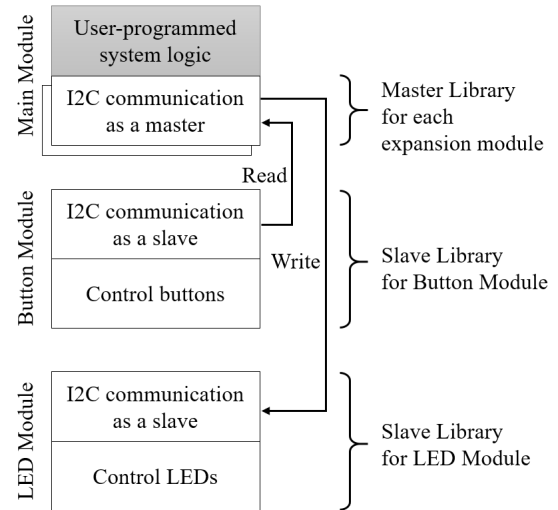 Main Module
User-programmed
system logic
I2C communication
as a master
Master Library
for each
expansion module
Read
Button Module
I2C communication
as a slave
Control buttons
Write
Slave Library
for Button Module
LED Module
I2C communication
as a slave
Control LEDs
Slave Library
for LED Module